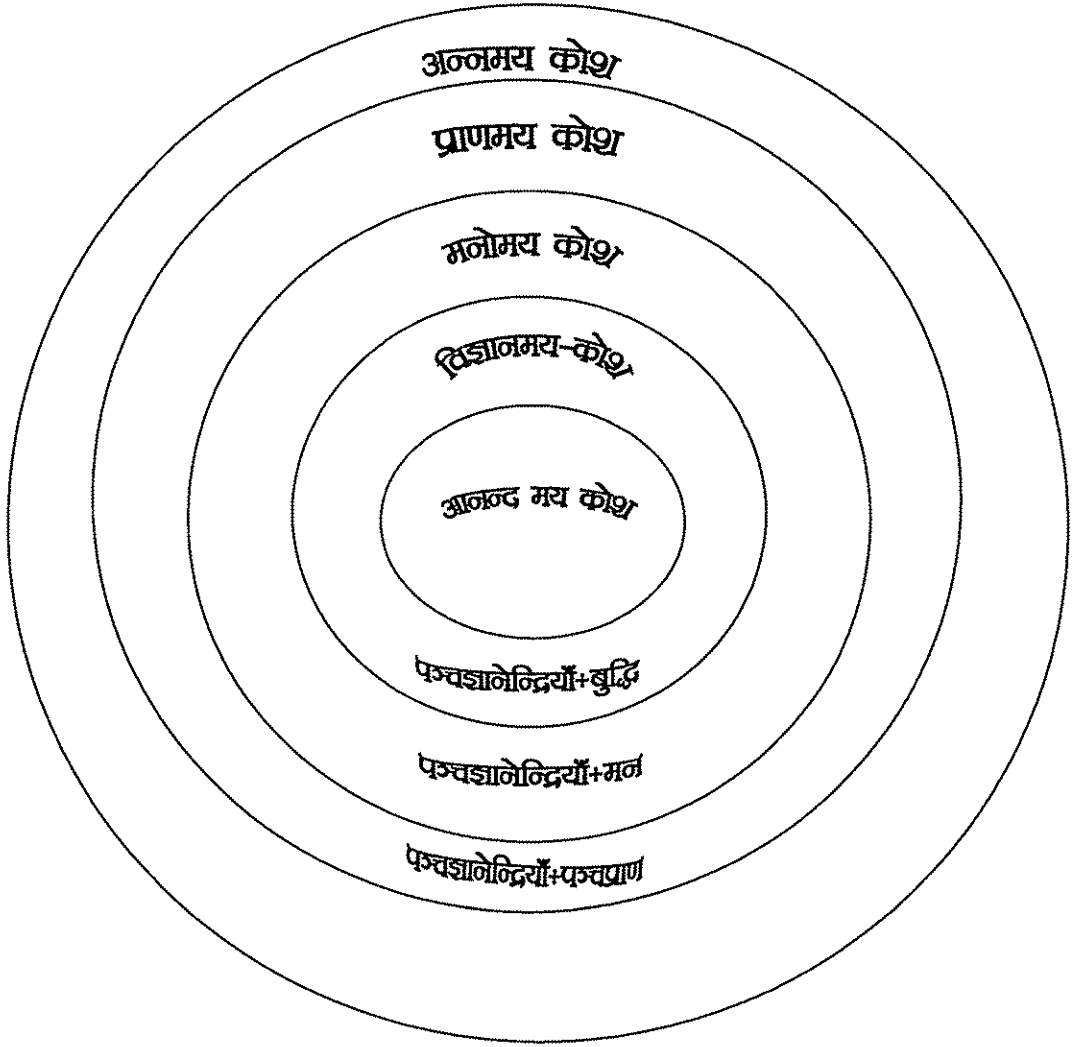 अन्नमय कोश
प्राणमय कोश
मनोमय कोश
विज्ञानमय-कोश
आनन्द मय कोश
पञ्चज्ञानेन्द्रियाँ+बुद्धि
पञ्चज्ञानेन्द्रियाँ+मन
पञ्चज्ञानेन्द्रियाँ+पञ्चप्राण